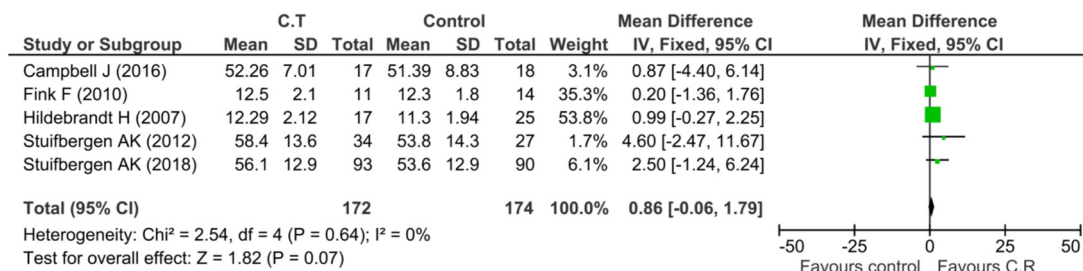 C.T Control Mean Difference Mean Difference
Study or Subgroup Mean SD Total Mean SD Total Weight IV, Fixed, 95% CI IV, Fixed, 95% CI
Campbell J (2016) 52.26 7.01 17 51.39 8.83 18 3.1% 0.87 [-4.40, 6.14]
Fink F (2010) 12.5 2.1 11 12.3 1.8 14 35.3% 0.20 [-1.36, 1.76]
Hildebrandt H (2007) 12.29 2.12 17 11.3 1.94 25 53.8% 0.99 [-0.27, 2.25]
Stuifbergen AK (2012) 58.4 13.6 34 53.8 14.3 27 1.7% 4.60 [-2.47, 11.67]
Stuifbergen AK (2018) 56.1 12.9 93 53.6 12.9 90 6.1% 2.50 [-1.24, 6.24]
Total (95% CI) 172 174 100.0% 0.86 [-0.06, 1.79]
Heterogeneity: Chi² = 2.54, df = 4 (P = 0.64); I² = 0%
Test for overall effect: Z = 1.82 (P = 0.07)
-50 -25 0 25 50
Favours control Favours C.R